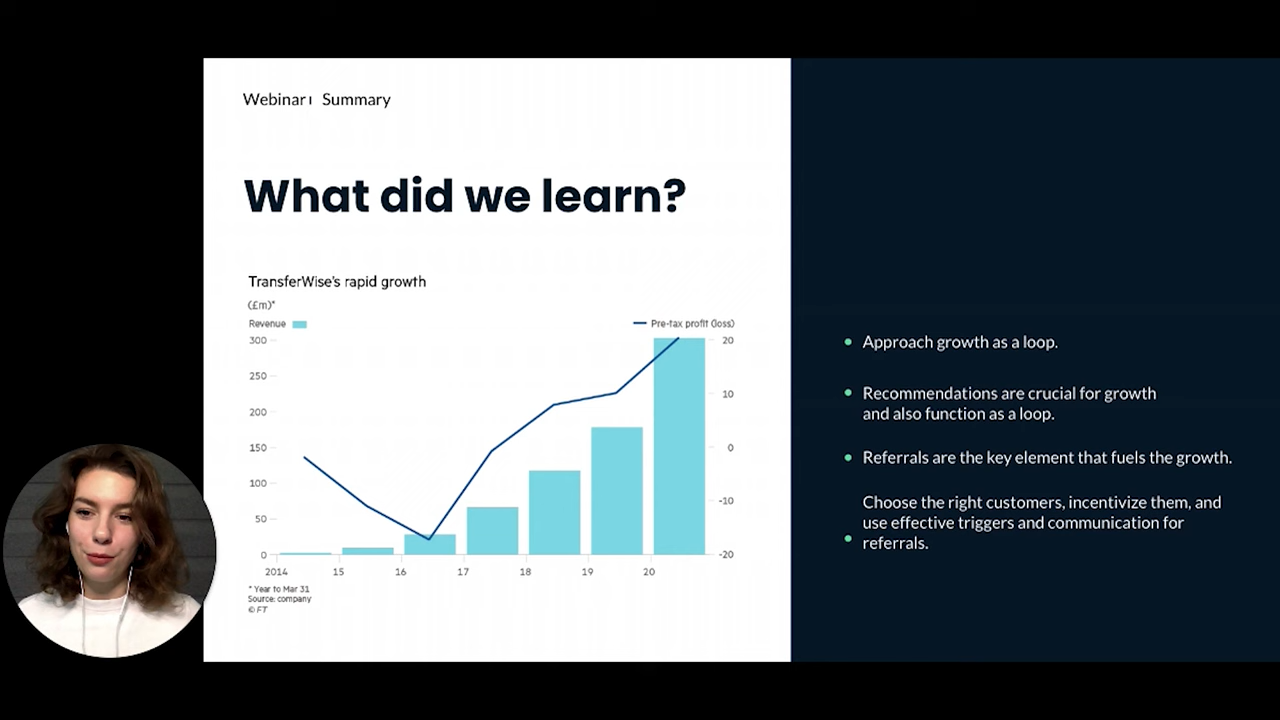 Webinar Summary
What did we learn?
TransferWise's rapid growth
(£m)*
Revenue
Pre-tax profit (loss)
300
250
200
150
100
50
0
20
10
0
-10
-20
2014 15 16 17 18 19 20
* Year to Mar 31
Source: company
© FT
Approach growth as a loop.
Recommendations are crucial for growth
and also function as a loop.
Referrals are the key element that fuels the growth.
Choose the right customers, incentivize them, and
use effective triggers and communication for
referrals.